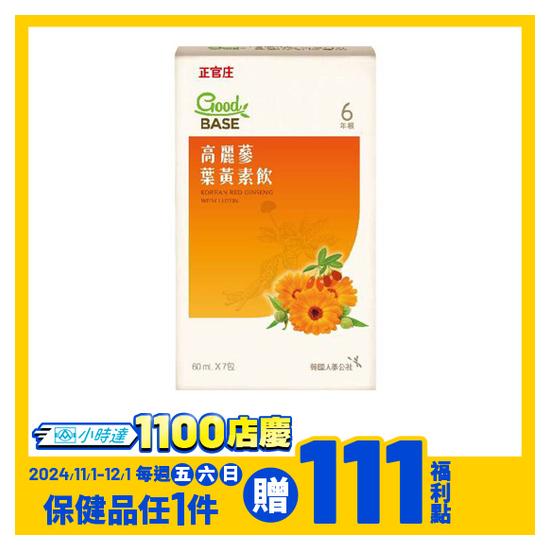 正官庄
Good
BASE
6
年根
高麗蔘
葉黃素飲
KOREAN RED GINSENG
WITH LUTEIN
60 mL X 7包
韓國人蔘公社
小時達
1100店慶
2024/11/1-12/1 每週五六日
保健品任1件
贈
111
福利點